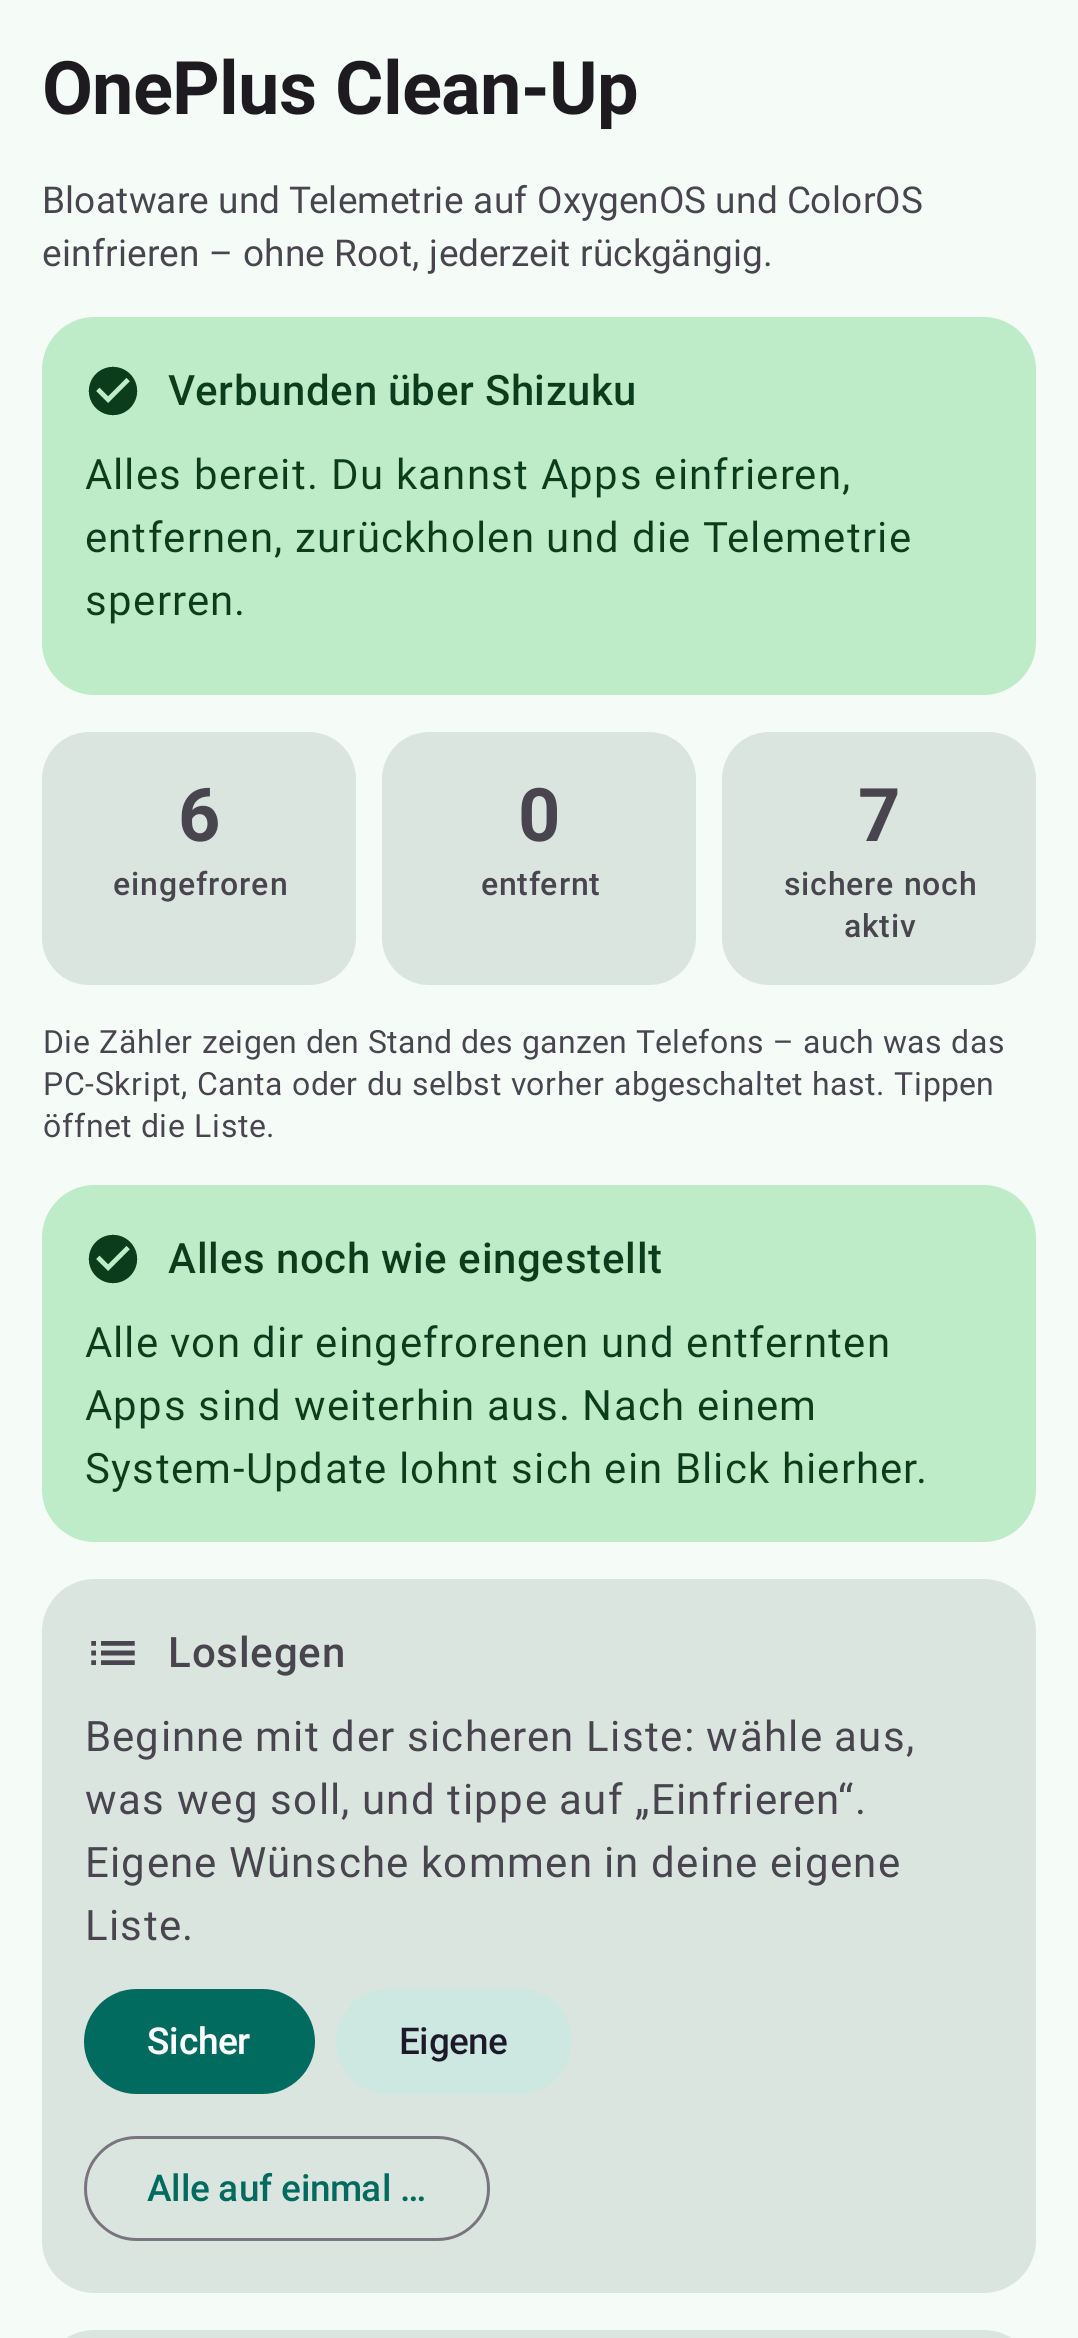 OnePlus Clean-Up
Bloatware und Telemetrie auf OxygenOS und ColorOS
einfrieren – ohne Root, jederzeit rückgängig.
Verbunden über Shizuku
Alles bereit. Du kannst Apps einfrieren,
entfernen, zurückholen und die Telemetrie
sperren.
6
eingefroren
0
entfernt
7
sichere noch
aktiv
Die Zähler zeigen den Stand des ganzen Telefons – auch was das
PC-Skript, Canta oder du selbst vorher abgeschaltet hast. Tippen
öffnet die Liste.
Alles noch wie eingestellt
Alle von dir eingefrorenen und entfernten
Apps sind weiterhin aus. Nach einem
System-Update lohnt sich ein Blick hierher.
Loslegen
Beginne mit der sicheren Liste: wähle aus,
was weg soll, und tippe auf „Einfrieren“.
Eigene Wünsche kommen in deine eigene
Liste.
Sicher
Eigene
Alle auf einmal …